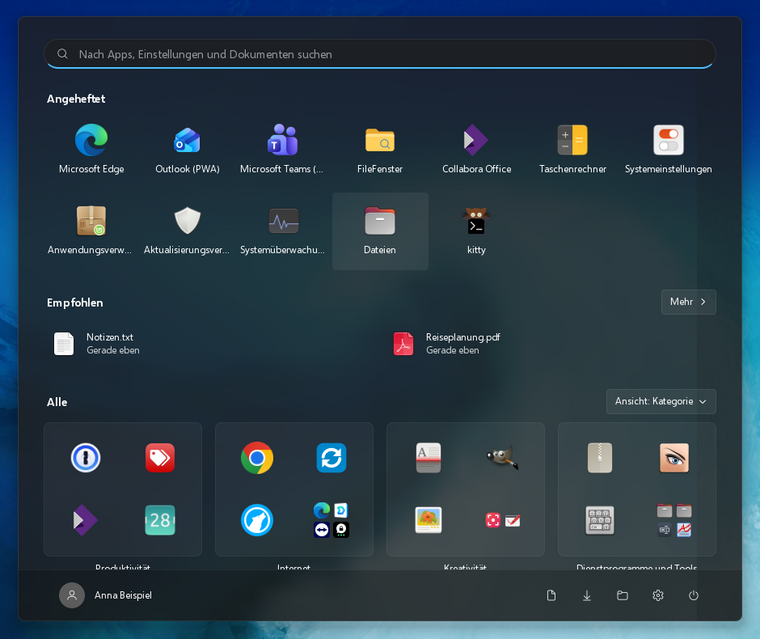 Nach Apps, Einstellungen und Dokumenten suchen
Angeheftet
Microsoft Edge
Outlook (PWA)
Microsoft Teams (...
FileFenster
Collabora Office
Taschenrechner
Systemeinstellungen
Anwendungsverw...
Aktualisierungsver...
Systemüberwachu...
Dateien
kitty
Empfohlen
Mehr
Notizen.txt
Gerade eben
Reiseplanung.pdf
Gerade eben
Alle
Ansicht: Kategorie
28
Produktivität
Internet
Kreativität
Dienstprogramme und Tools
Anna Beispiel